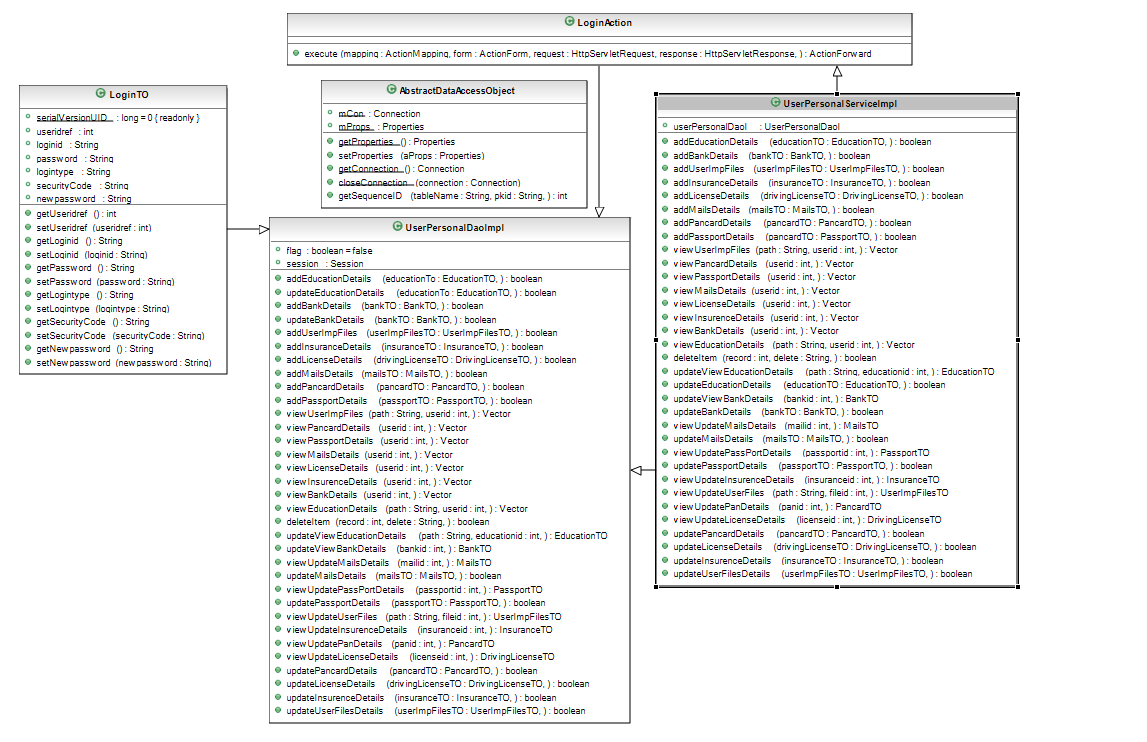 LoginAction
execute (mapping : ActionMapping, form : ActionForm, request : HttpServletRequest, response : HttpServletResponse, ) : ActionForward
LoginTO
serialVersionUID : long = 0 { readonly }
useridref : int
loginid : String
password : String
logintype : String
securityCode : String
newpassword : String
getUseridref () : int
setUseridref (useridref : int)
getLoginid () : String
setLoginid (loginid : String)
getPassword () : String
setPassword (password : String)
getLogintype () : String
setLogintype (logintype : String)
getSecurityCode () : String
setSecurityCode (securityCode : String)
getNewpassword () : String
setNewpassword (newpassword : String)
AbstractDataAccessObject
mCon : Connection
mProps : Properties
getProperties () : Properties
setProperties (aProps : Properties)
getConnection () : Connection
closeConnection (connection : Connection)
getSequenceID (tableName : String, pkid : String, ) : int
UserPersonalDaoImpl
flag : boolean = false
session : Session
addEducationDetails (educationTo : EducationTO, ) : boolean
updateEducationDetails (educationTo : EducationTO, ) : boolean
addBankDetails (bankTo : BankTO, ) : boolean
updateBankDetails (bankTo : BankTO, ) : boolean
addUserImpFiles (userImpFilesTO : UserImpFilesTO, ) : boolean
addInsuranceDetails (insuranceTO : InsuranceTO, ) : boolean
addLicenseDetails (drivingLicenseTO : DrivingLicenseTO, ) : boolean
addMailsDetails (mailsTO : MailsTO, ) : boolean
addPancardDetails (pancardTO : PancardTO, ) : boolean
addPassportDetails (passportTO : PassportTO, ) : boolean
viewUserImpFiles (path : String, userid : int, ) : Vector
viewPancardDetails (userid : int, ) : Vector
viewPassportDetails (userid : int, ) : Vector
viewMailsDetails (userid : int, ) : Vector
viewLicenseDetails (userid : int, ) : Vector
viewInsurenceDetails (userid : int, ) : Vector
viewBankDetails (userid : int, ) : Vector
viewEducationDetails (path : String, userid : int, ) : Vector
deleteItem (record : int, delete : String, ) : boolean
updateViewEducationDetails (path : String, educationid : int, ) : EducationTO
updateViewBankDetails (bankid : int, ) : BankTO
viewUpdateMailsDetails (mailid : int, ) : MailsTO
updateMailsDetails (mailsTO : MailsTO, ) : boolean
viewUpdatePassPortDetails (passportid : int, ) : PassportTO
updatePassportDetails (passportTO : PassportTO, ) : boolean
viewUpdateUserFiles (path : String, fileid : int, ) : UserImpFilesTO
viewUpdateInsurenceDetails (insuranceid : int, ) : InsuranceTO
viewUpdatePanDetails (panid : int, ) : PancardTO
viewUpdateLicenseDetails (licenseid : int, ) : DrivingLicenseTO
updatePancardDetails (pancardTO : PancardTO, ) : boolean
updateLicenseDetails (drivingLicenseTO : DrivingLicenseTO, ) : boolean
updateInsurenceDetails (insuranceTO : InsuranceTO, ) : boolean
updateUserFilesDetails (userImpFilesTO : UserImpFilesTO, ) : boolean
UserPersonalServiceImpl
userPersonalDaoI : UserPersonalDaoI
addEducationDetails (educationTO : EducationTO, ) : boolean
addBankDetails (bankTO : BankTO, ) : boolean
addUserImpFiles (userImpFilesTO : UserImpFilesTO, ) : boolean
addInsuranceDetails (insuranceTO : InsuranceTO, ) : boolean
addLicenseDetails (drivingLicenseTO : DrivingLicenseTO, ) : boolean
addMailsDetails (mailsTO : MailsTO, ) : boolean
addPancardDetails (pancardTO : PancardTO, ) : boolean
addPassportDetails (pancardTO : PassportTO, ) : boolean
viewUserImpFiles (path : String, userid : int, ) : Vector
viewPancardDetails (userid : int, ) : Vector
viewPassportDetails (userid : int, ) : Vector
viewMailsDetails (userid : int, ) : Vector
viewLicenseDetails (userid : int, ) : Vector
viewInsurenceDetails (userid : int, ) : Vector
viewBankDetails (userid : int, ) : Vector
viewEducationDetails (path : String, userid : int, ) : Vector
deleteItem (record : int, delete : String, ) : boolean
updateViewEducationDetails (path : String, educationid : int, ) : EducationTO
updateEducationDetails (educationTO : EducationTO, ) : boolean
updateViewBankDetails (bankid : int, ) : BankTO
updateBankDetails (bankTO : BankTO, ) : boolean
viewUpdateMailsDetails (mailid : int, ) : MailsTO
updateMailsDetails (mailsTO : MailsTO, ) : boolean
viewUpdatePassPortDetails (passportid : int, ) : PassportTO
updatePassportDetails (passportTO : PassportTO, ) : boolean
viewUpdateInsurenceDetails (insuranceid : int, ) : InsuranceTO
viewUpdateUserFiles (path : String, fileid : int, ) : UserImpFilesTO
viewUpdatePanDetails (panid : int, ) : PancardTO
viewUpdateLicenseDetails (licenseid : int, ) : DrivingLicenseTO
updatePancardDetails (pancardTO : PancardTO, ) : boolean
updateLicenseDetails (drivingLicenseTO : DrivingLicenseTO, ) : boolean
updateInsurenceDetails (insuranceTO : InsuranceTO, ) : boolean
updateUserFilesDetails (userImpFilesTO : UserImpFilesTO, ) : boolean